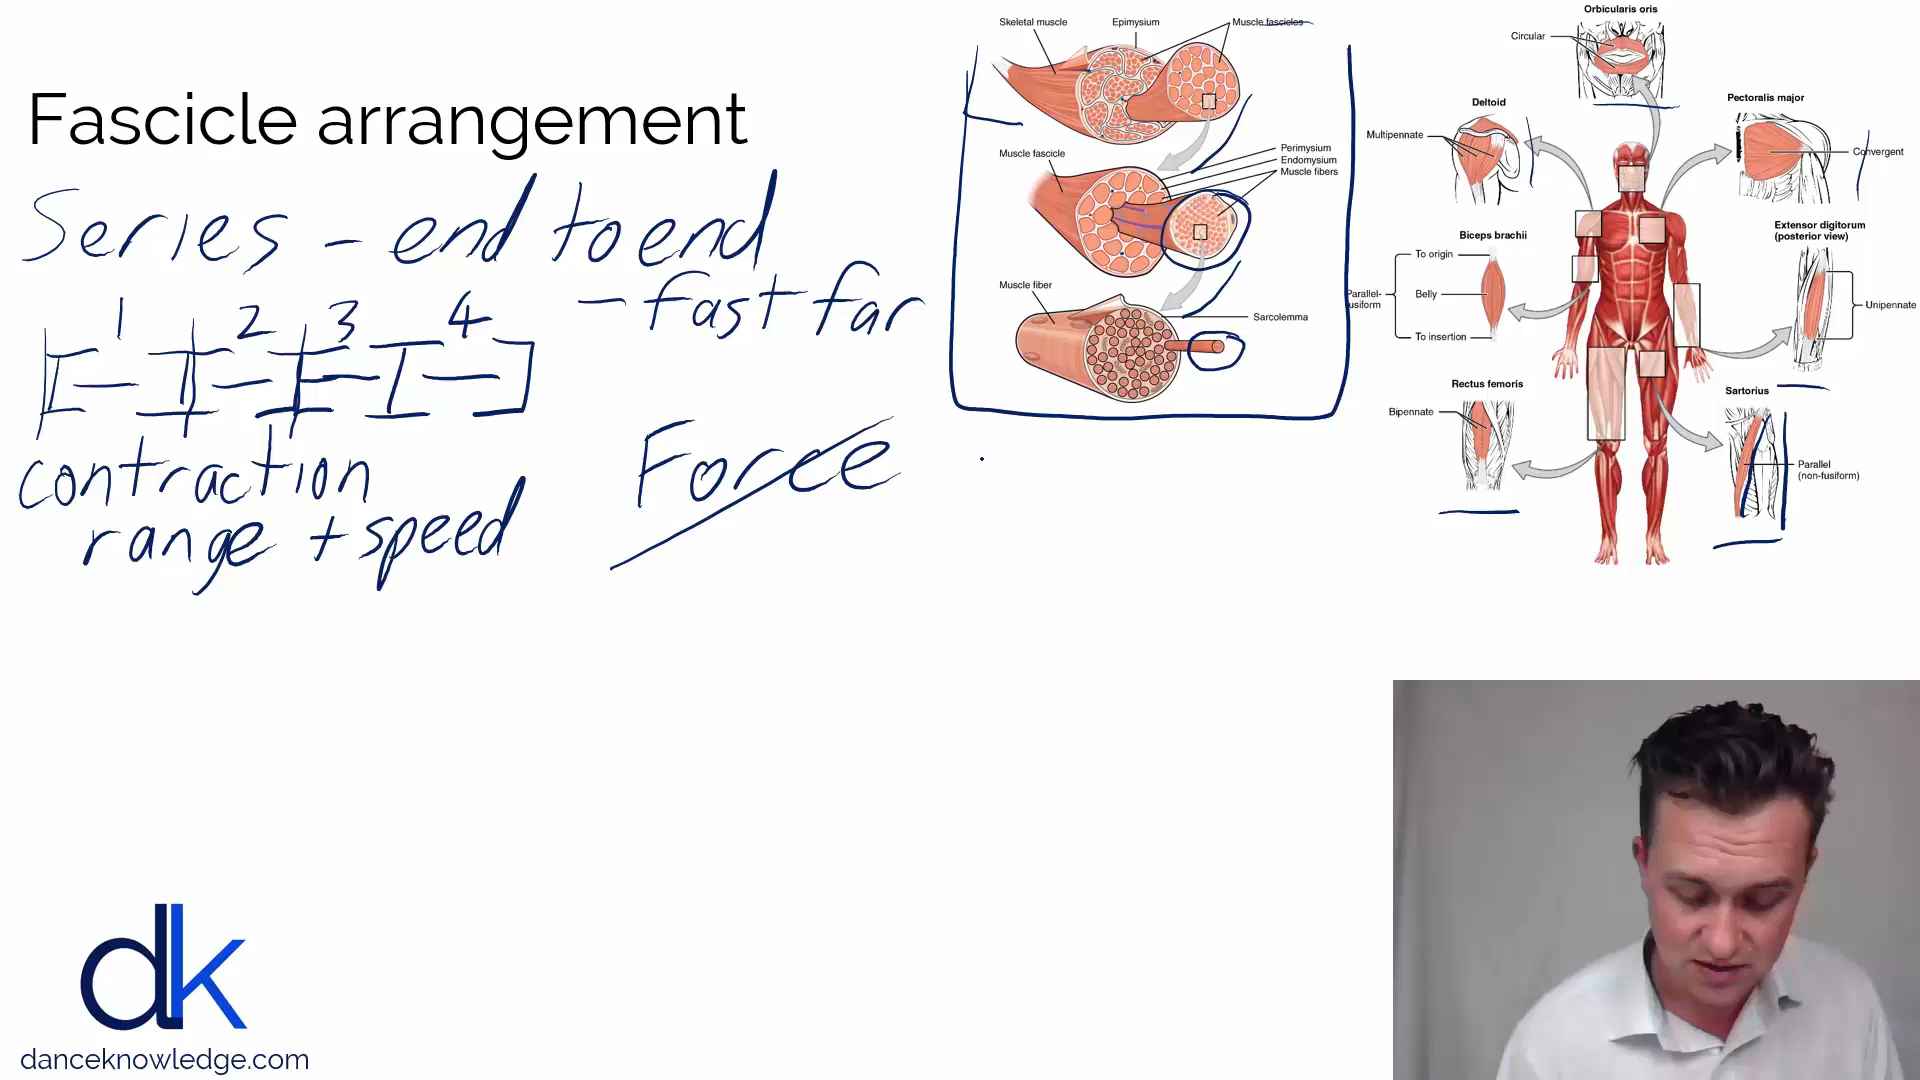 Fascicle arrangement
Series - end to end
- fast far
1 2 3 4
contraction
range + speed
Force
Skeletal muscle
Epimysium
Muscle fascicles
Muscle fascicle
Perimysium
Endomysium
Muscle fibers
Muscle fiber
Sarcolemma
Orbicularis oris
Circular
Deltoid
Multipennate
Pectoralis major
Convergent
Biceps brachii
To origin
Belly
To insertion
Parallel-
usiform
Extensor digitorum
(posterior view)
Unipennate
Rectus femoris
Bipennate
Sartorius
Parallel
(non-fusiform)
dk
danceknowledge.com